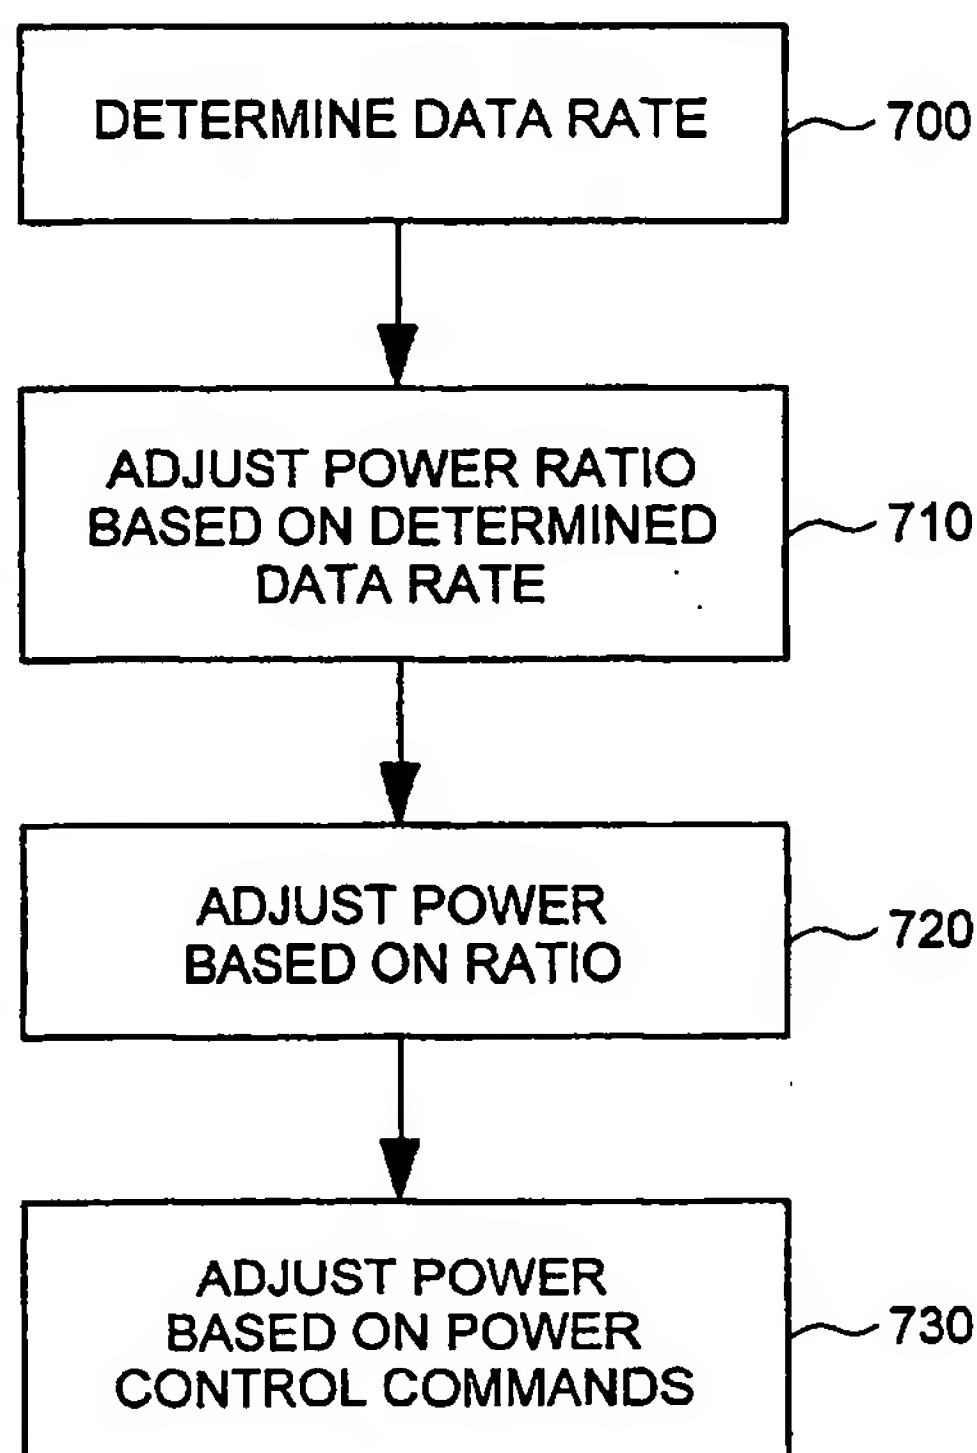 DETERMINE DATA RATE
700
ADJUST POWER RATIO
BASED ON DETERMINED
DATA RATE
710
ADJUST POWER
BASED ON RATIO
720
ADJUST POWER
BASED ON POWER
CONTROL COMMANDS
730